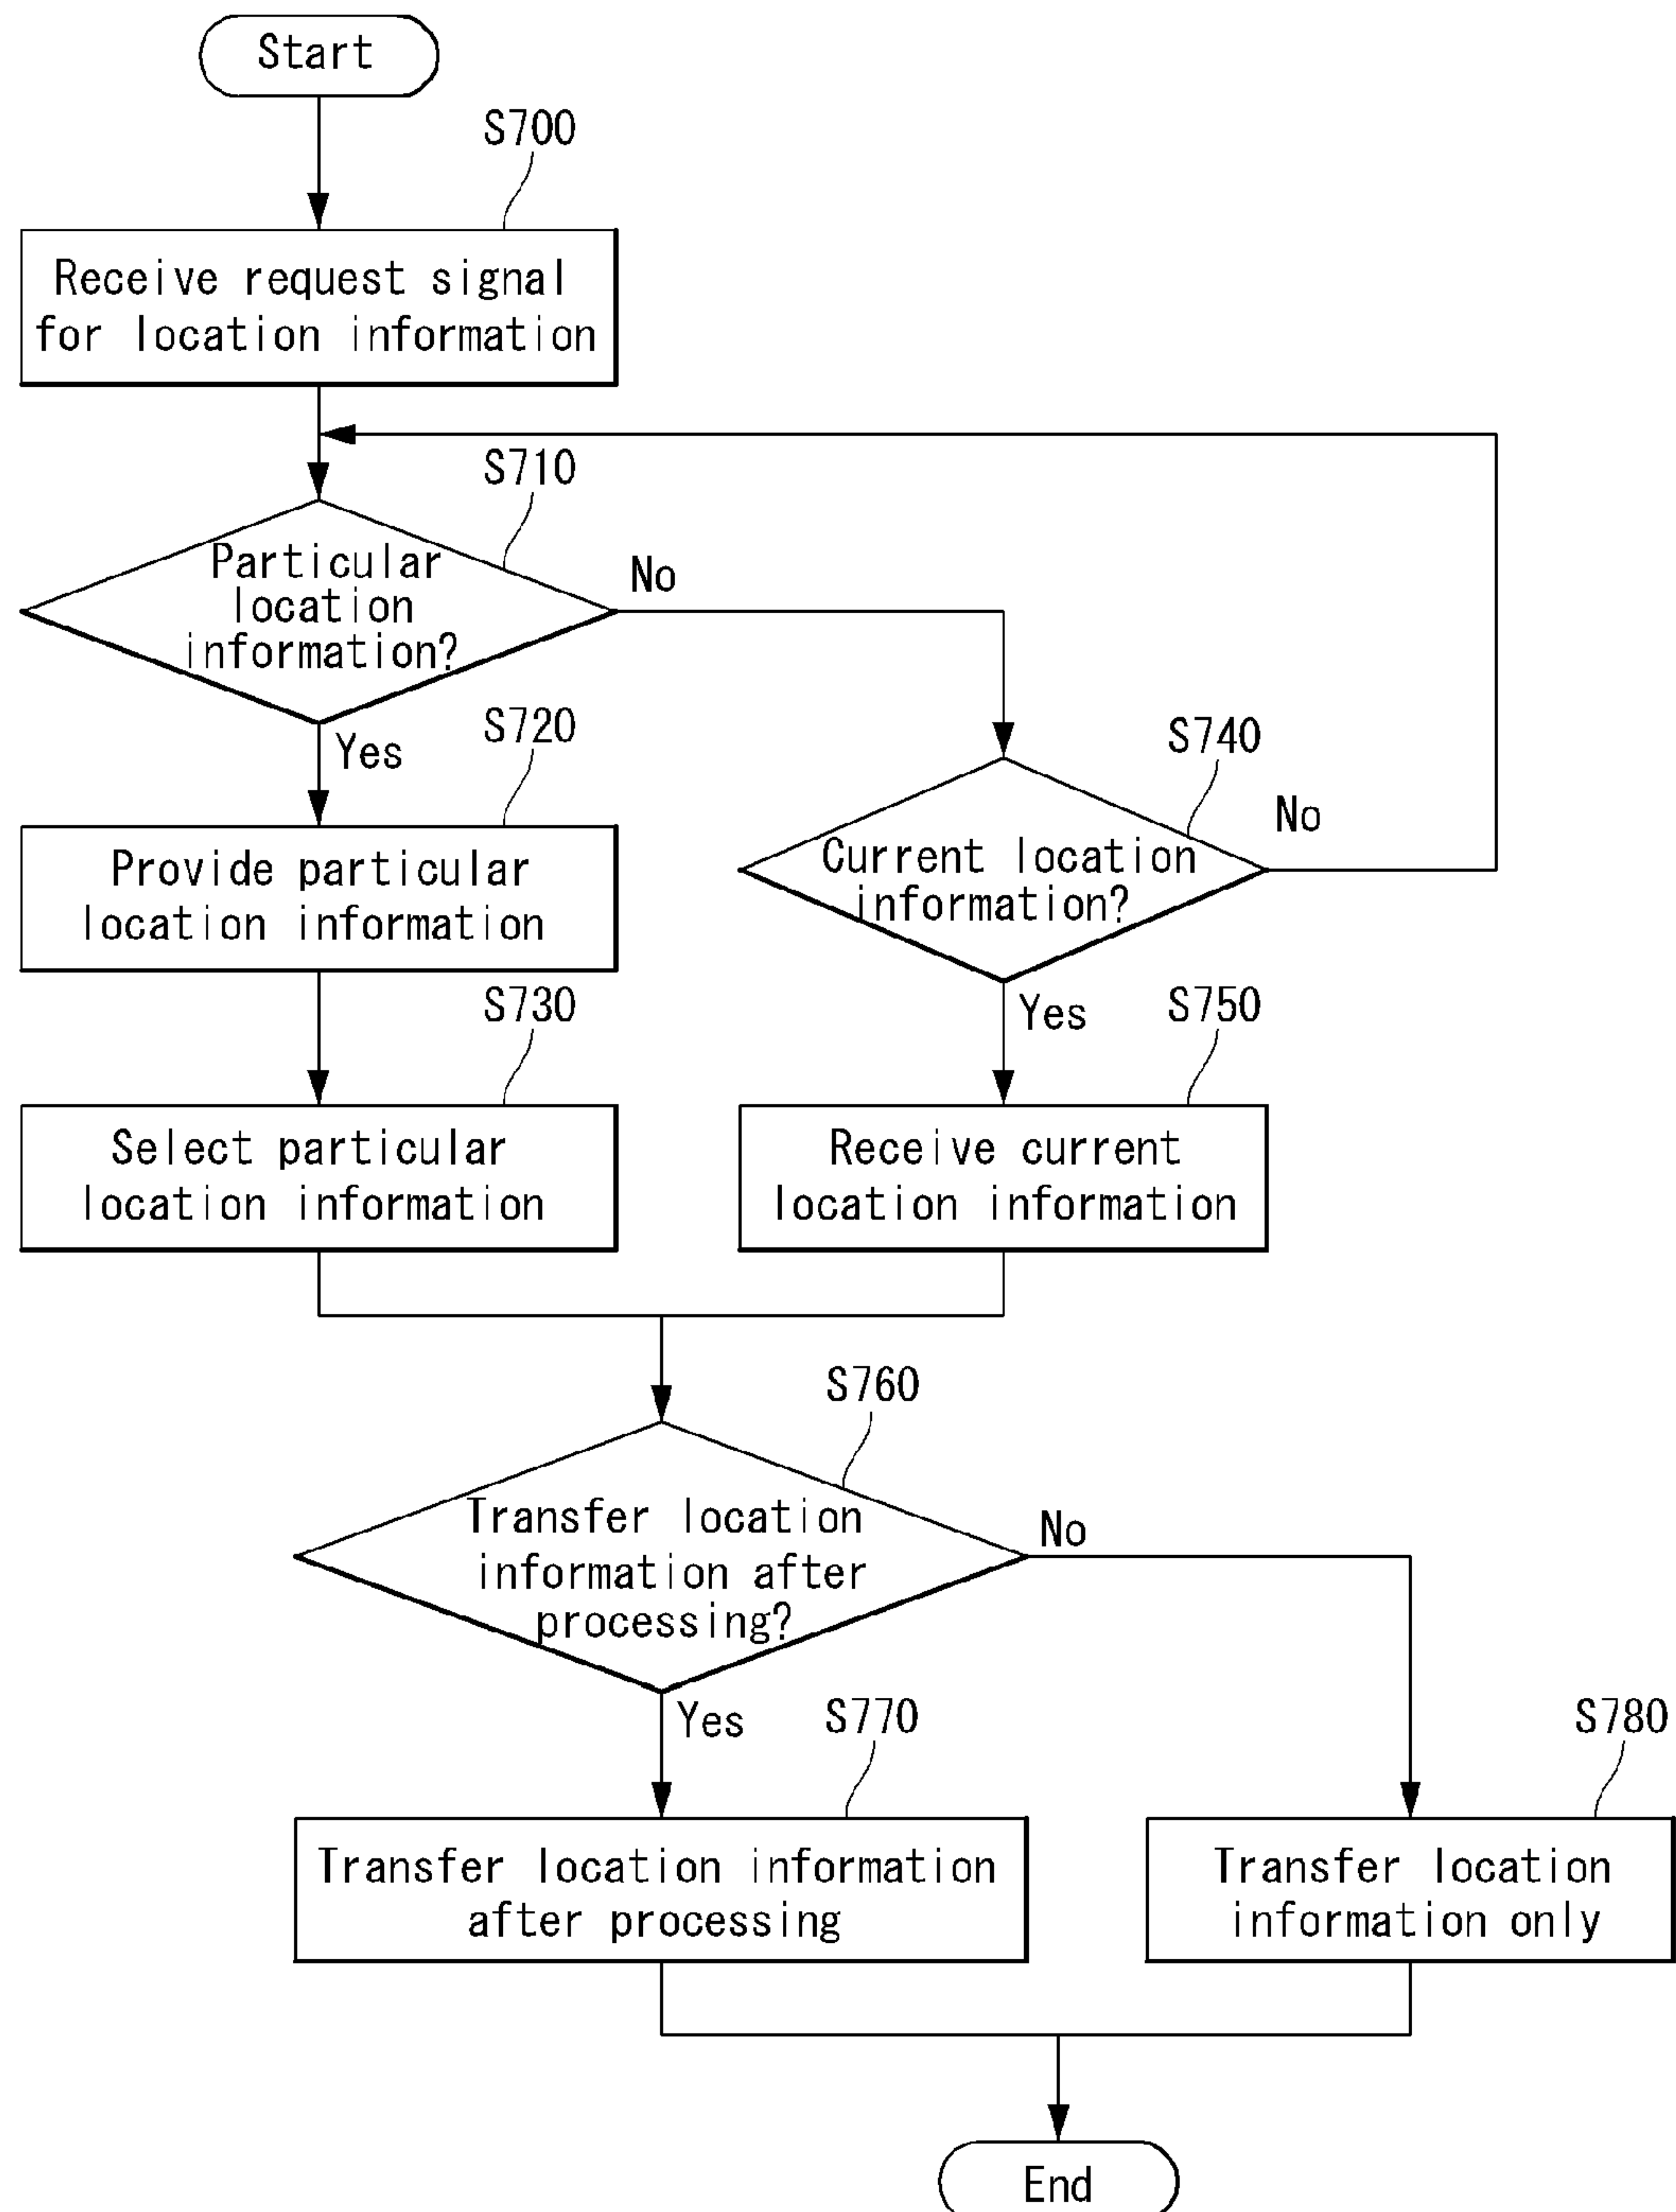 Start
S700
Receive request signal
for location information
S710
Particular
location
information?
No
Yes
S720
S740
No
Provide particular
location information
Current location
information?
S730
Yes
S750
Select particular
location information
Receive current
location information
S760
Transfer location
information after
processing?
No
Yes
S770
S780
Transfer location information
after processing
Transfer location
information only
End